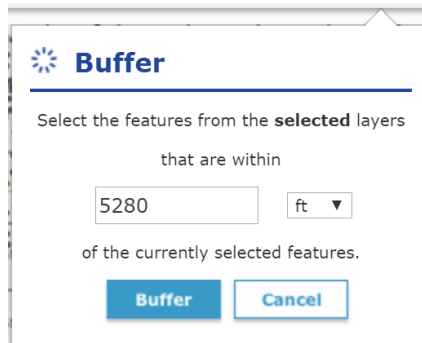 Buffer
Select the features from the selected layers
that are within
5280 ft
of the currently selected features.
Buffer Cancel